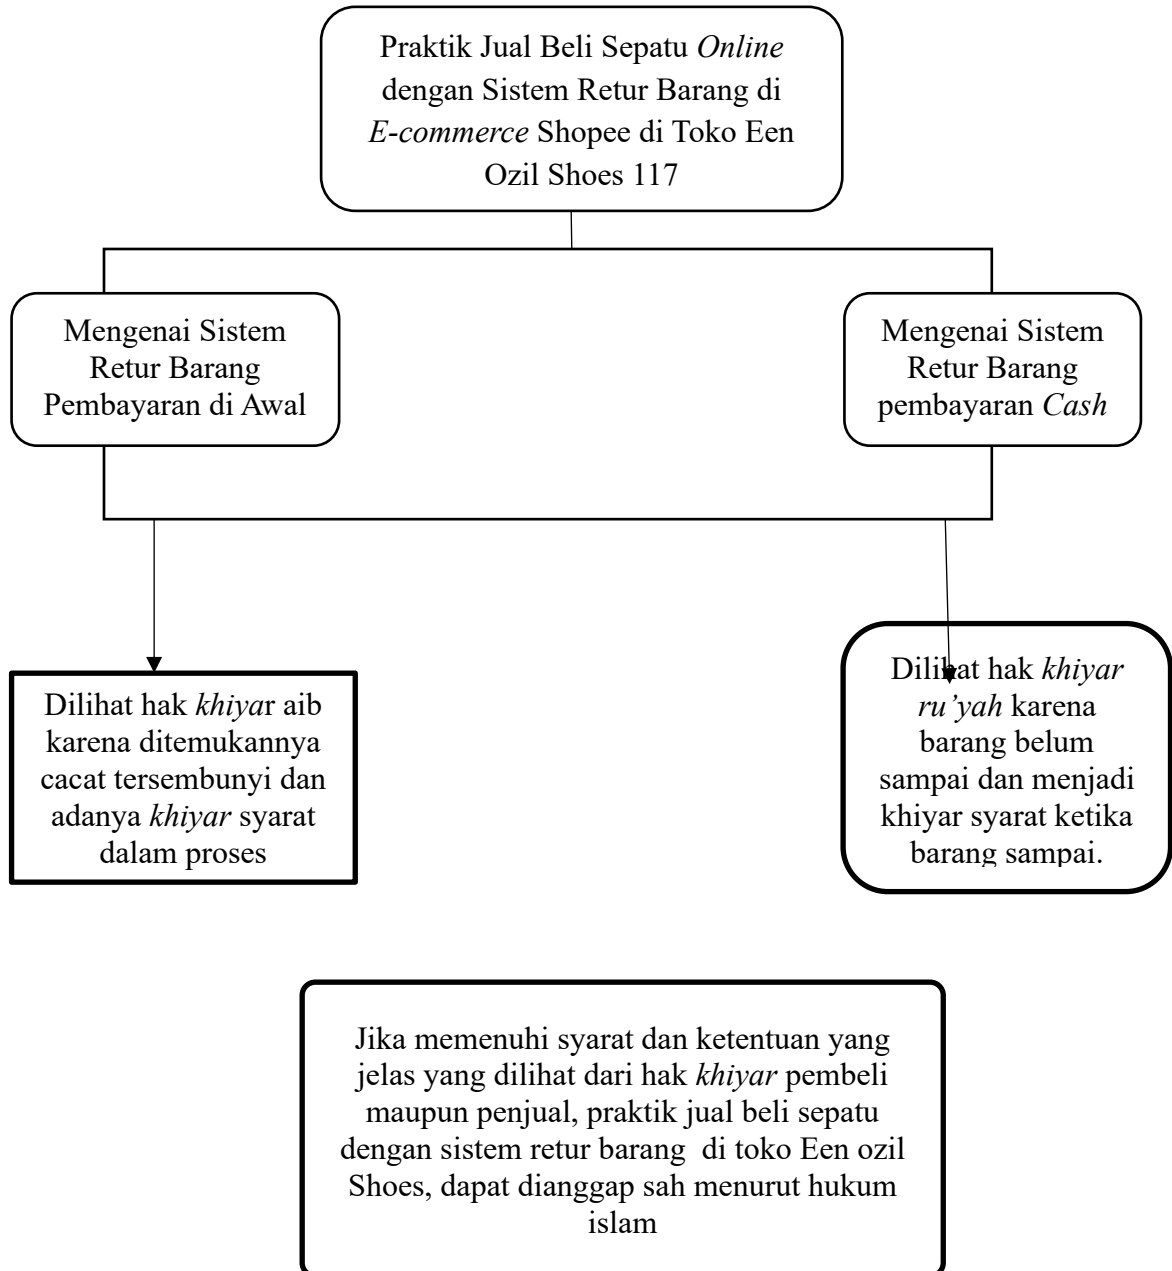 Praktik Jual Beli Sepatu Online
dengan Sistem Retur Barang di
E-commerce Shopee di Toko Een
Ozil Shoes 117
Mengenai Sistem
Retur Barang
Pembayaran di Awal
Mengenai Sistem
Retur Barang
pembayaran Cash
Dilihat hak khiyar aib
karena ditemukannya
cacat tersembunyi dan
adanya khiyar syarat
dalam proses
Dilihat hak khiyar
ru’yah karena
barang belum
sampai dan menjadi
khiyar syarat ketika
barang sampai.
Jika memenuhi syarat dan ketentuan yang
jelas yang dilihat dari hak khiyar pembeli
maupun penjual, praktik jual beli sepatu
dengan sistem retur barang  di toko Een ozil
Shoes, dapat dianggap sah menurut hukum
islam